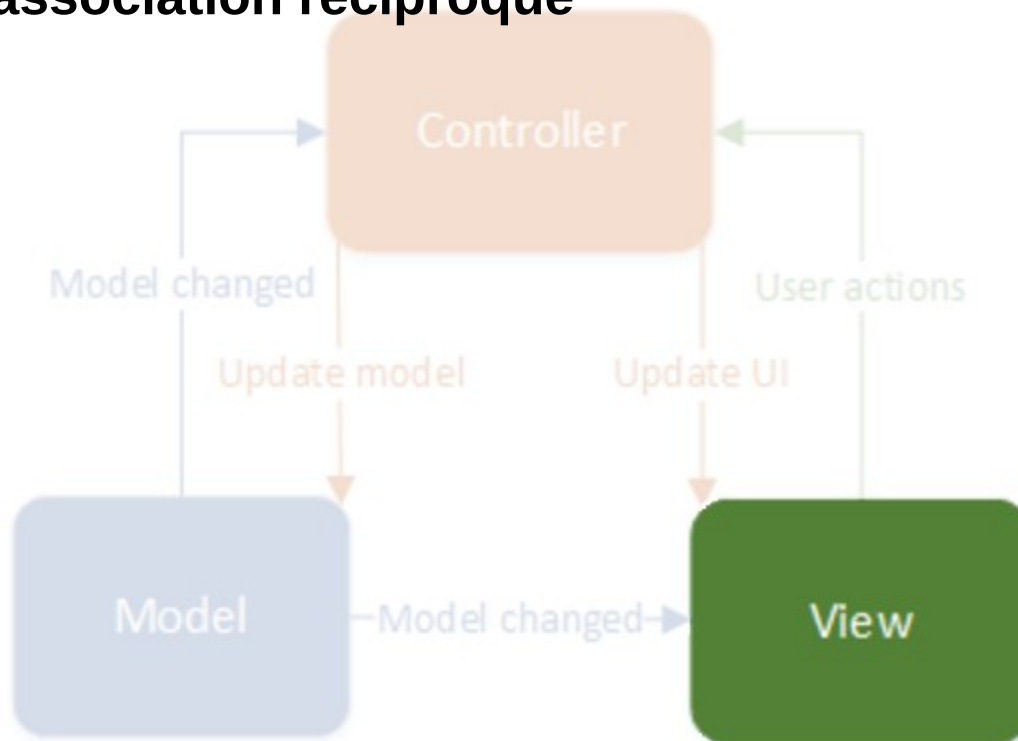 association réciproque
Controller
Model changed
User actions
Update model
Update UI
Model
Model changed
View